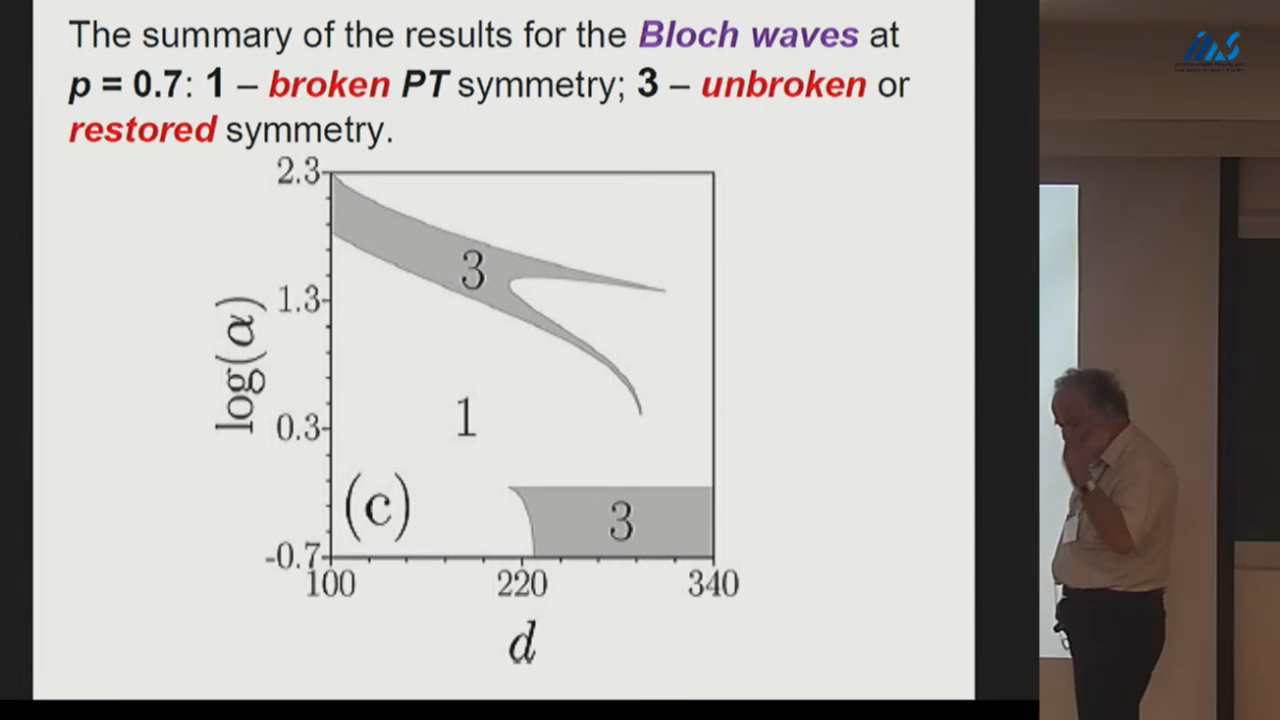 The summary of the results for the Bloch waves at
p = 0.7: 1 – broken PT symmetry; 3 – unbroken or
restored symmetry.
2.3
3
1.3
log(α)
1
0.3
(c)
3
-0.7
100
220
340
d